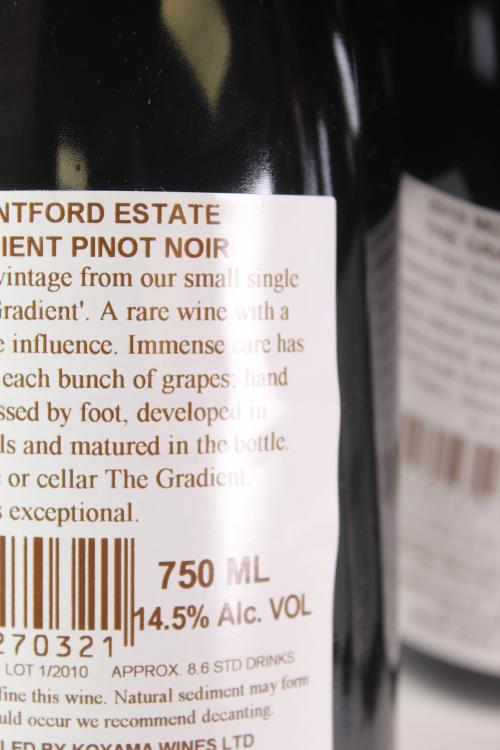 NTFORD ESTATE
IENT PINOT NOIR
vintage from our small single
Gradient'. A rare wine with a
e influence. Immense care has
each bunch of grapes; hand
ssed by foot, developed in
ls and matured in the bottle.
e or cellar The Gradient.
s exceptional.
750 ML
14.5% Alc. VOL
270321
LOT 1/2010 APPROX. 8.6 STD DRINKS
fine this wine. Natural sediment may form
uld occur we recommend decanting.
LED BY KOYAMA WINES LTD